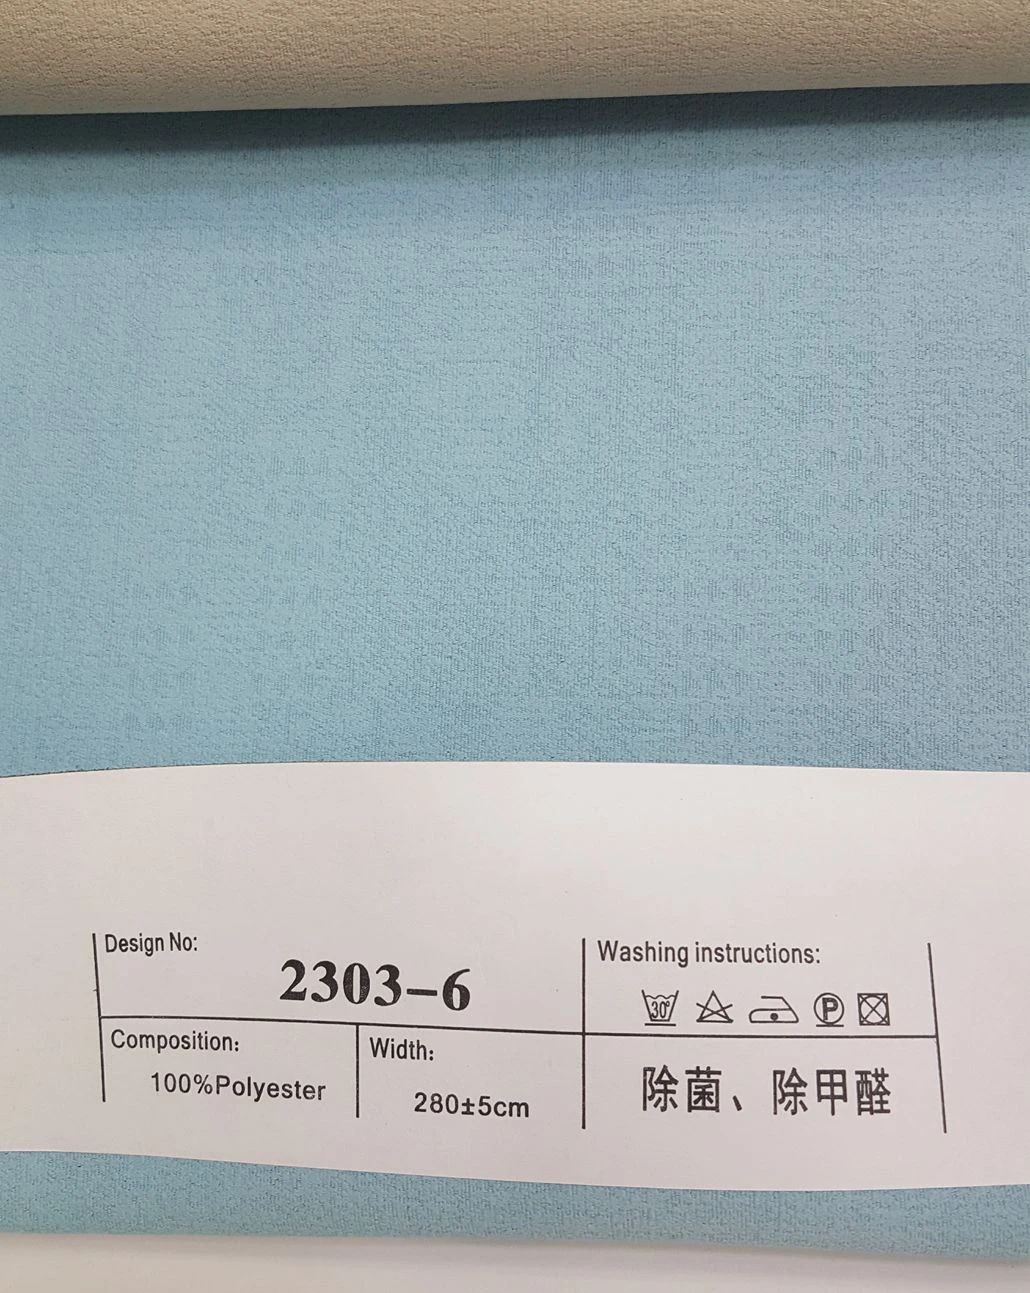 Design No:
2303-6
Washing instructions:
30° P
Composition:
100%Polyester
Width:
280±5cm
除菌、除甲醛